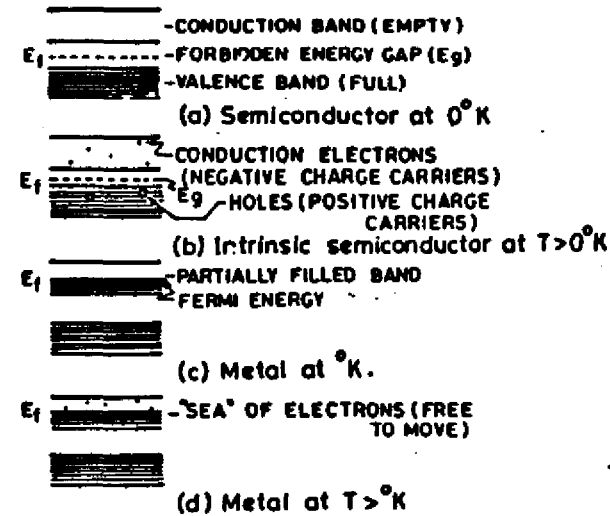 CONDUCTION BAND (EMPTY)
Ef FORBIDDEN ENERGY GAP (Eg)
VALENCE BAND (FULL)
(a) Semiconductor at 0°K
CONDUCTION ELECTRONS
Ef (NEGATIVE CHARGE CARRIERS)
Eg HOLES (POSITIVE CHARGE
CARRIERS)
(b) Intrinsic semiconductor at T>0°K
Ef PARTIALLY FILLED BAND
FERMI ENERGY
(c) Metal at °K.
Ef "SEA" OF ELECTRONS (FREE
TO MOVE)
(d) Metal at T>°K